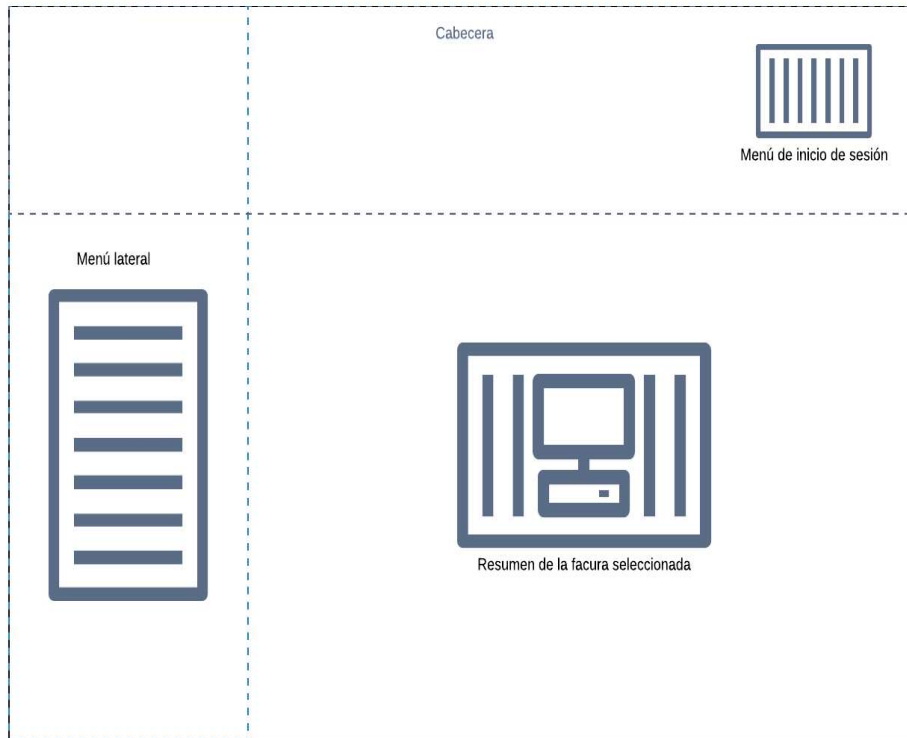 Cabecera
Menú de inicio de sesión
Menú lateral
Resumen de la facura seleccionada